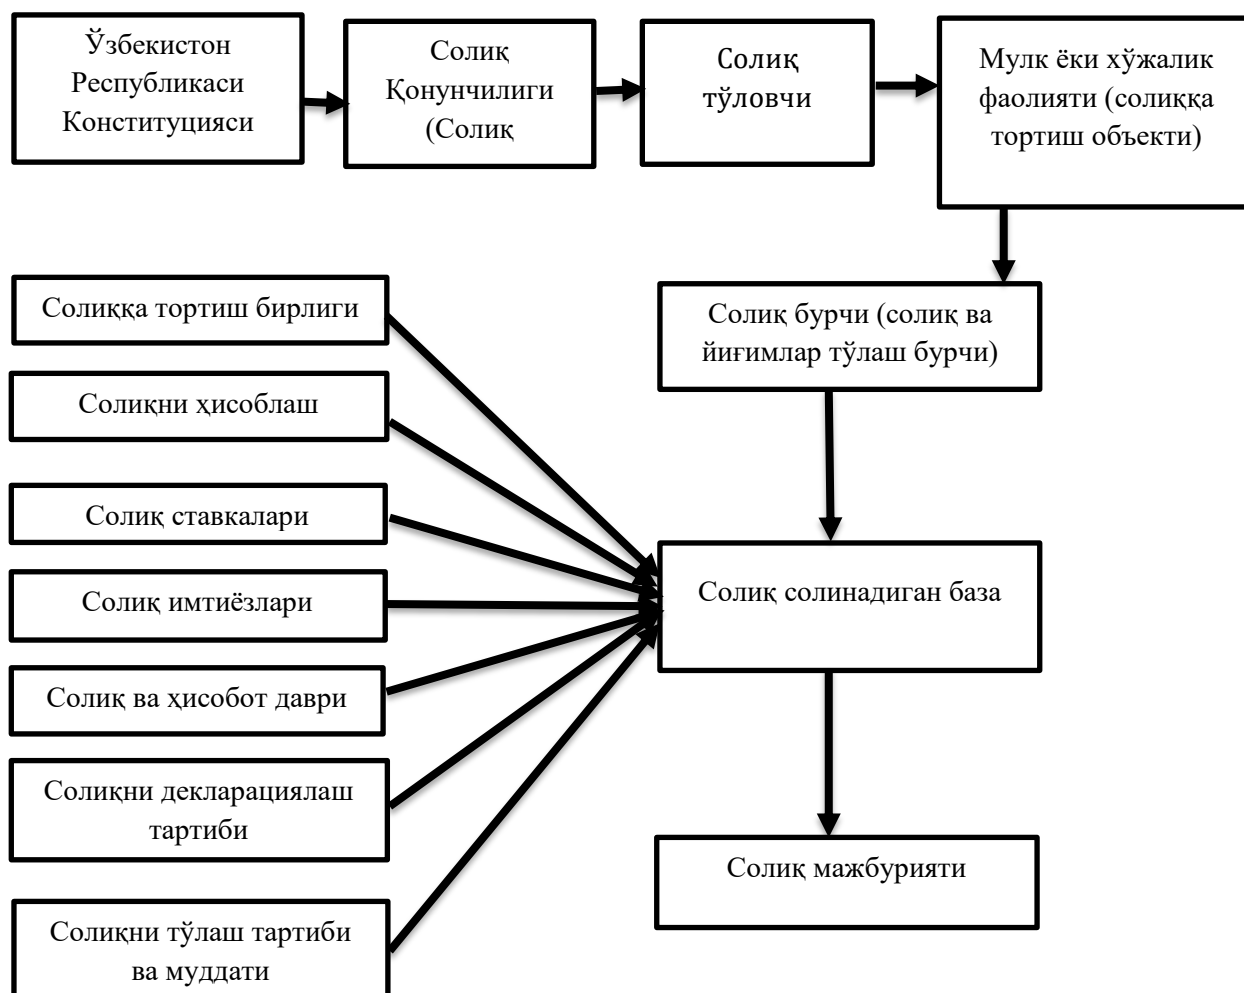 Ўзбекистон
Республикаси
Конституцияси
Солиқ
Қонунчилиги
(Солиқ
Солиқ
тўловчи
Мулк ёки хўжалик
фаолияти (солиққа
тортиш объекти)
Солиққа тортиш бирлиги
Солиқ бурчи (солиқ ва
йиғимлар тўлаш бурчи)
Солиқни ҳисоблаш
Солиқ ставкалари
Солиқ имтиёзлари
Солиқ солинадиган база
Солиқ ва ҳисобот даври
Солиқни декларациялаш
тартиби
Солиқ мажбурияти
Солиқни тўлаш тартиби
ва муддати